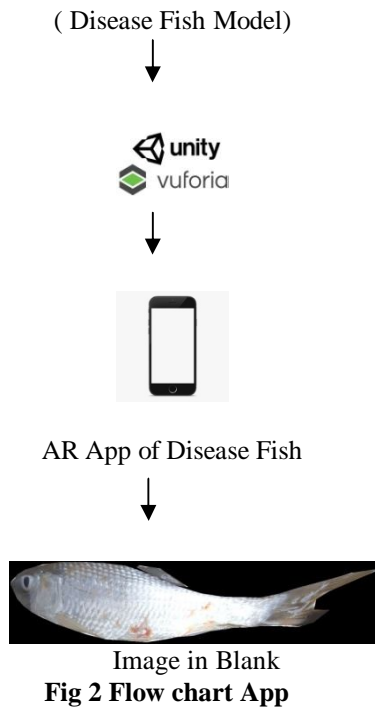 ( Disease Fish Model)
unity
vuforia
AR App of Disease Fish
Image in Blank
Fig 2 Flow chart App